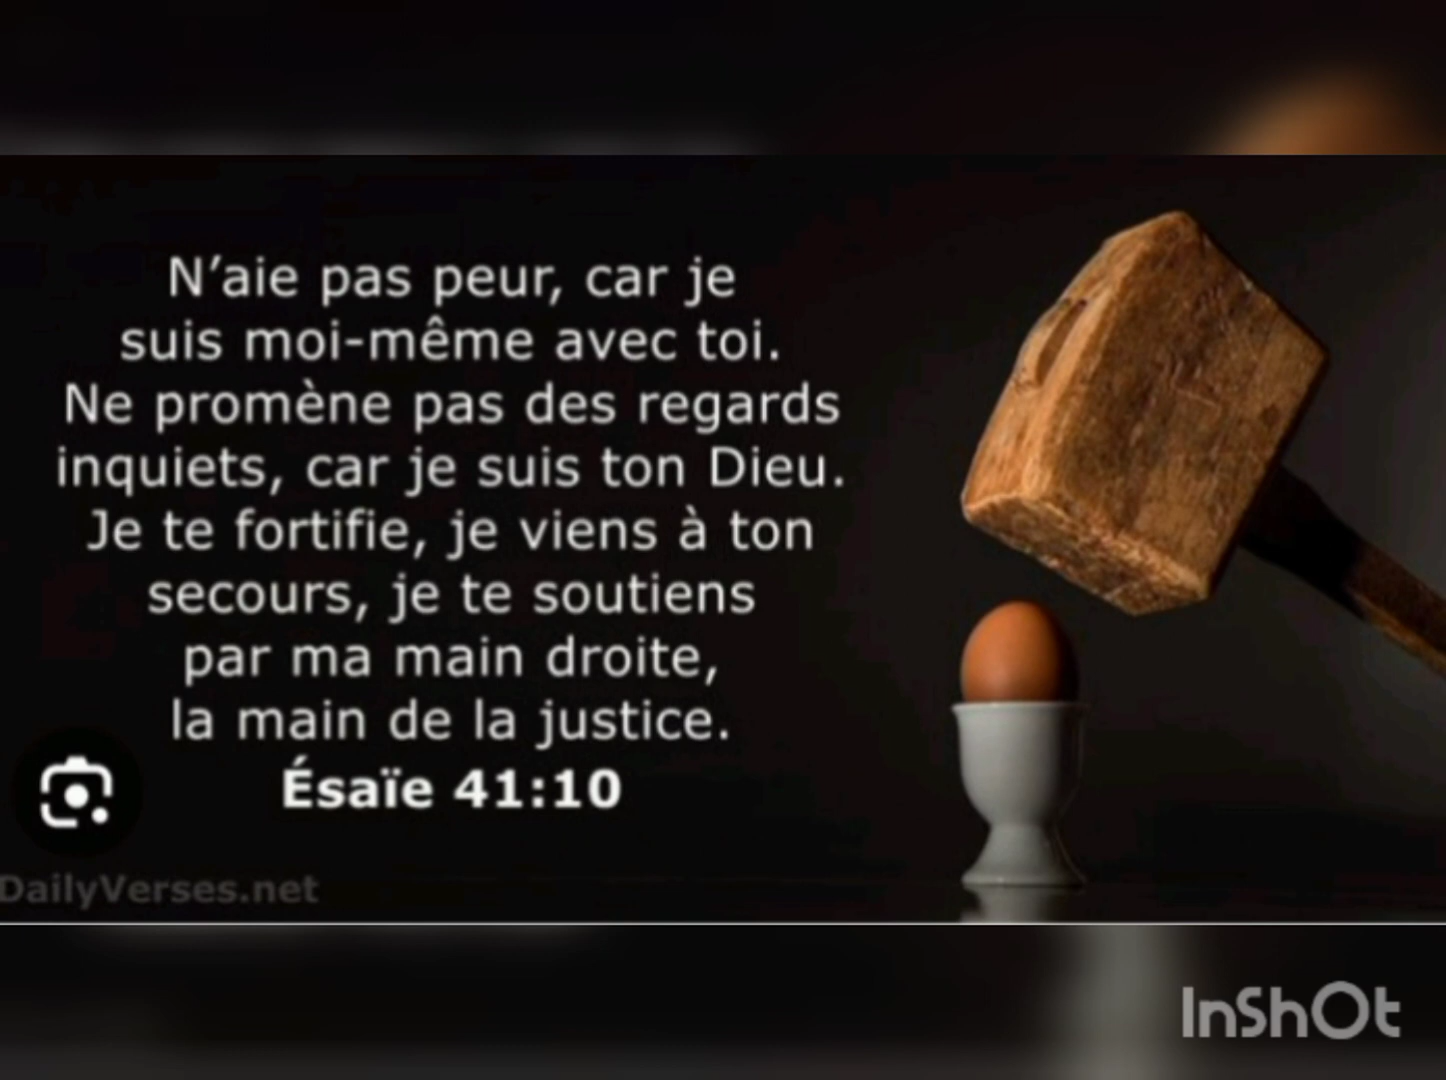 N’aie pas peur, car je
suis moi-même avec toi.
Ne promène pas des regards
inquiets, car je suis ton Dieu.
Je te fortifie, je viens à ton
secours, je te soutiens
par ma main droite,
la main de la justice.
Ésaïe 41:10
DailyVerses.net
InShOt